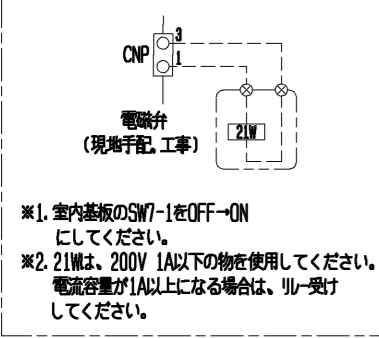 3
CNP
1
電磁弁
(現地手配,工事)
21W
※1. 室内基板のSW7-1をOFF→ON
にしてください。
※2. 21Wは、200V 1A以下の物を使用してください。
電流容量が1A以上になる場合は、リレー受け
してください。